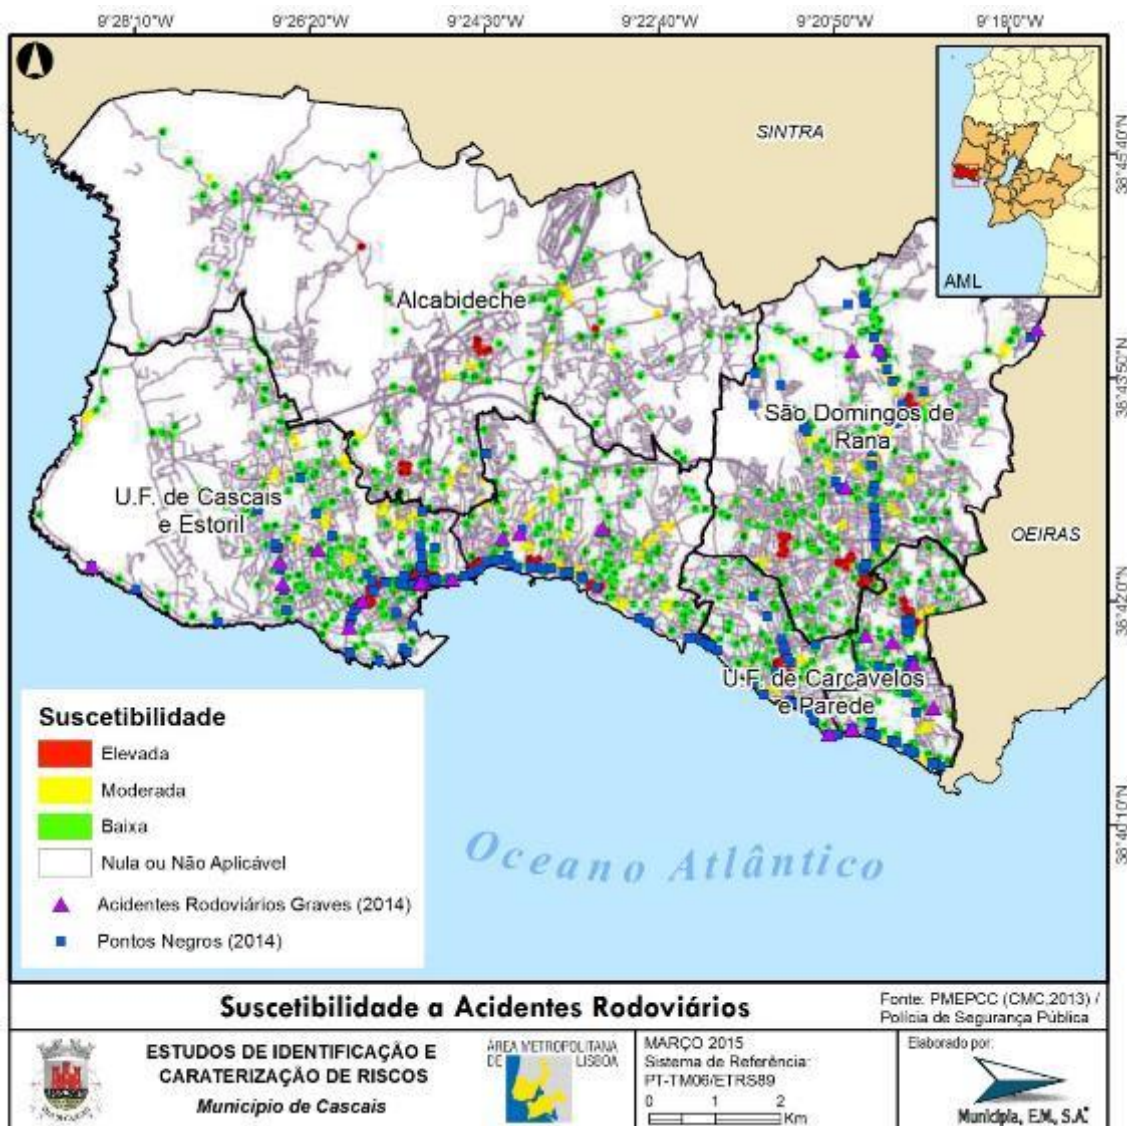 9°28'10"W 9°26'20"W 9°24'30"W 9°22'40"W 9°20'50"W 9°19'0"W
SINTRA
38°45'40"N
AML
Alcabideche
38°43'50"N
São Domingos de
Rana
U.F. de Cascais
e Estoril
OEIRAS
38°42'0"N
U.F. de Carcavelos
e Parede
Suscetibilidade
Elevada
Moderada
Baixa
Nula ou Não Aplicável
Acidentes Rodoviários Graves (2014)
Pontos Negros (2014)
Oceano Atlântico
38°40'10"N
Suscetibilidade a Acidentes Rodoviários
Fonte: PMEPCC (CMC,2013) /
Polícia de Segurança Pública
ESTUDOS DE IDENTIFICAÇÃO E
CARATERIZAÇÃO DE RISCOS
Município de Cascais
ÁREA METROPOLITANA
DE LISBOA
MARÇO 2015
Sistema de Referência:
PT-TM06/ETRS89
0 1 2
Km
Elaborado por:
Municípia, E.M., S.A.